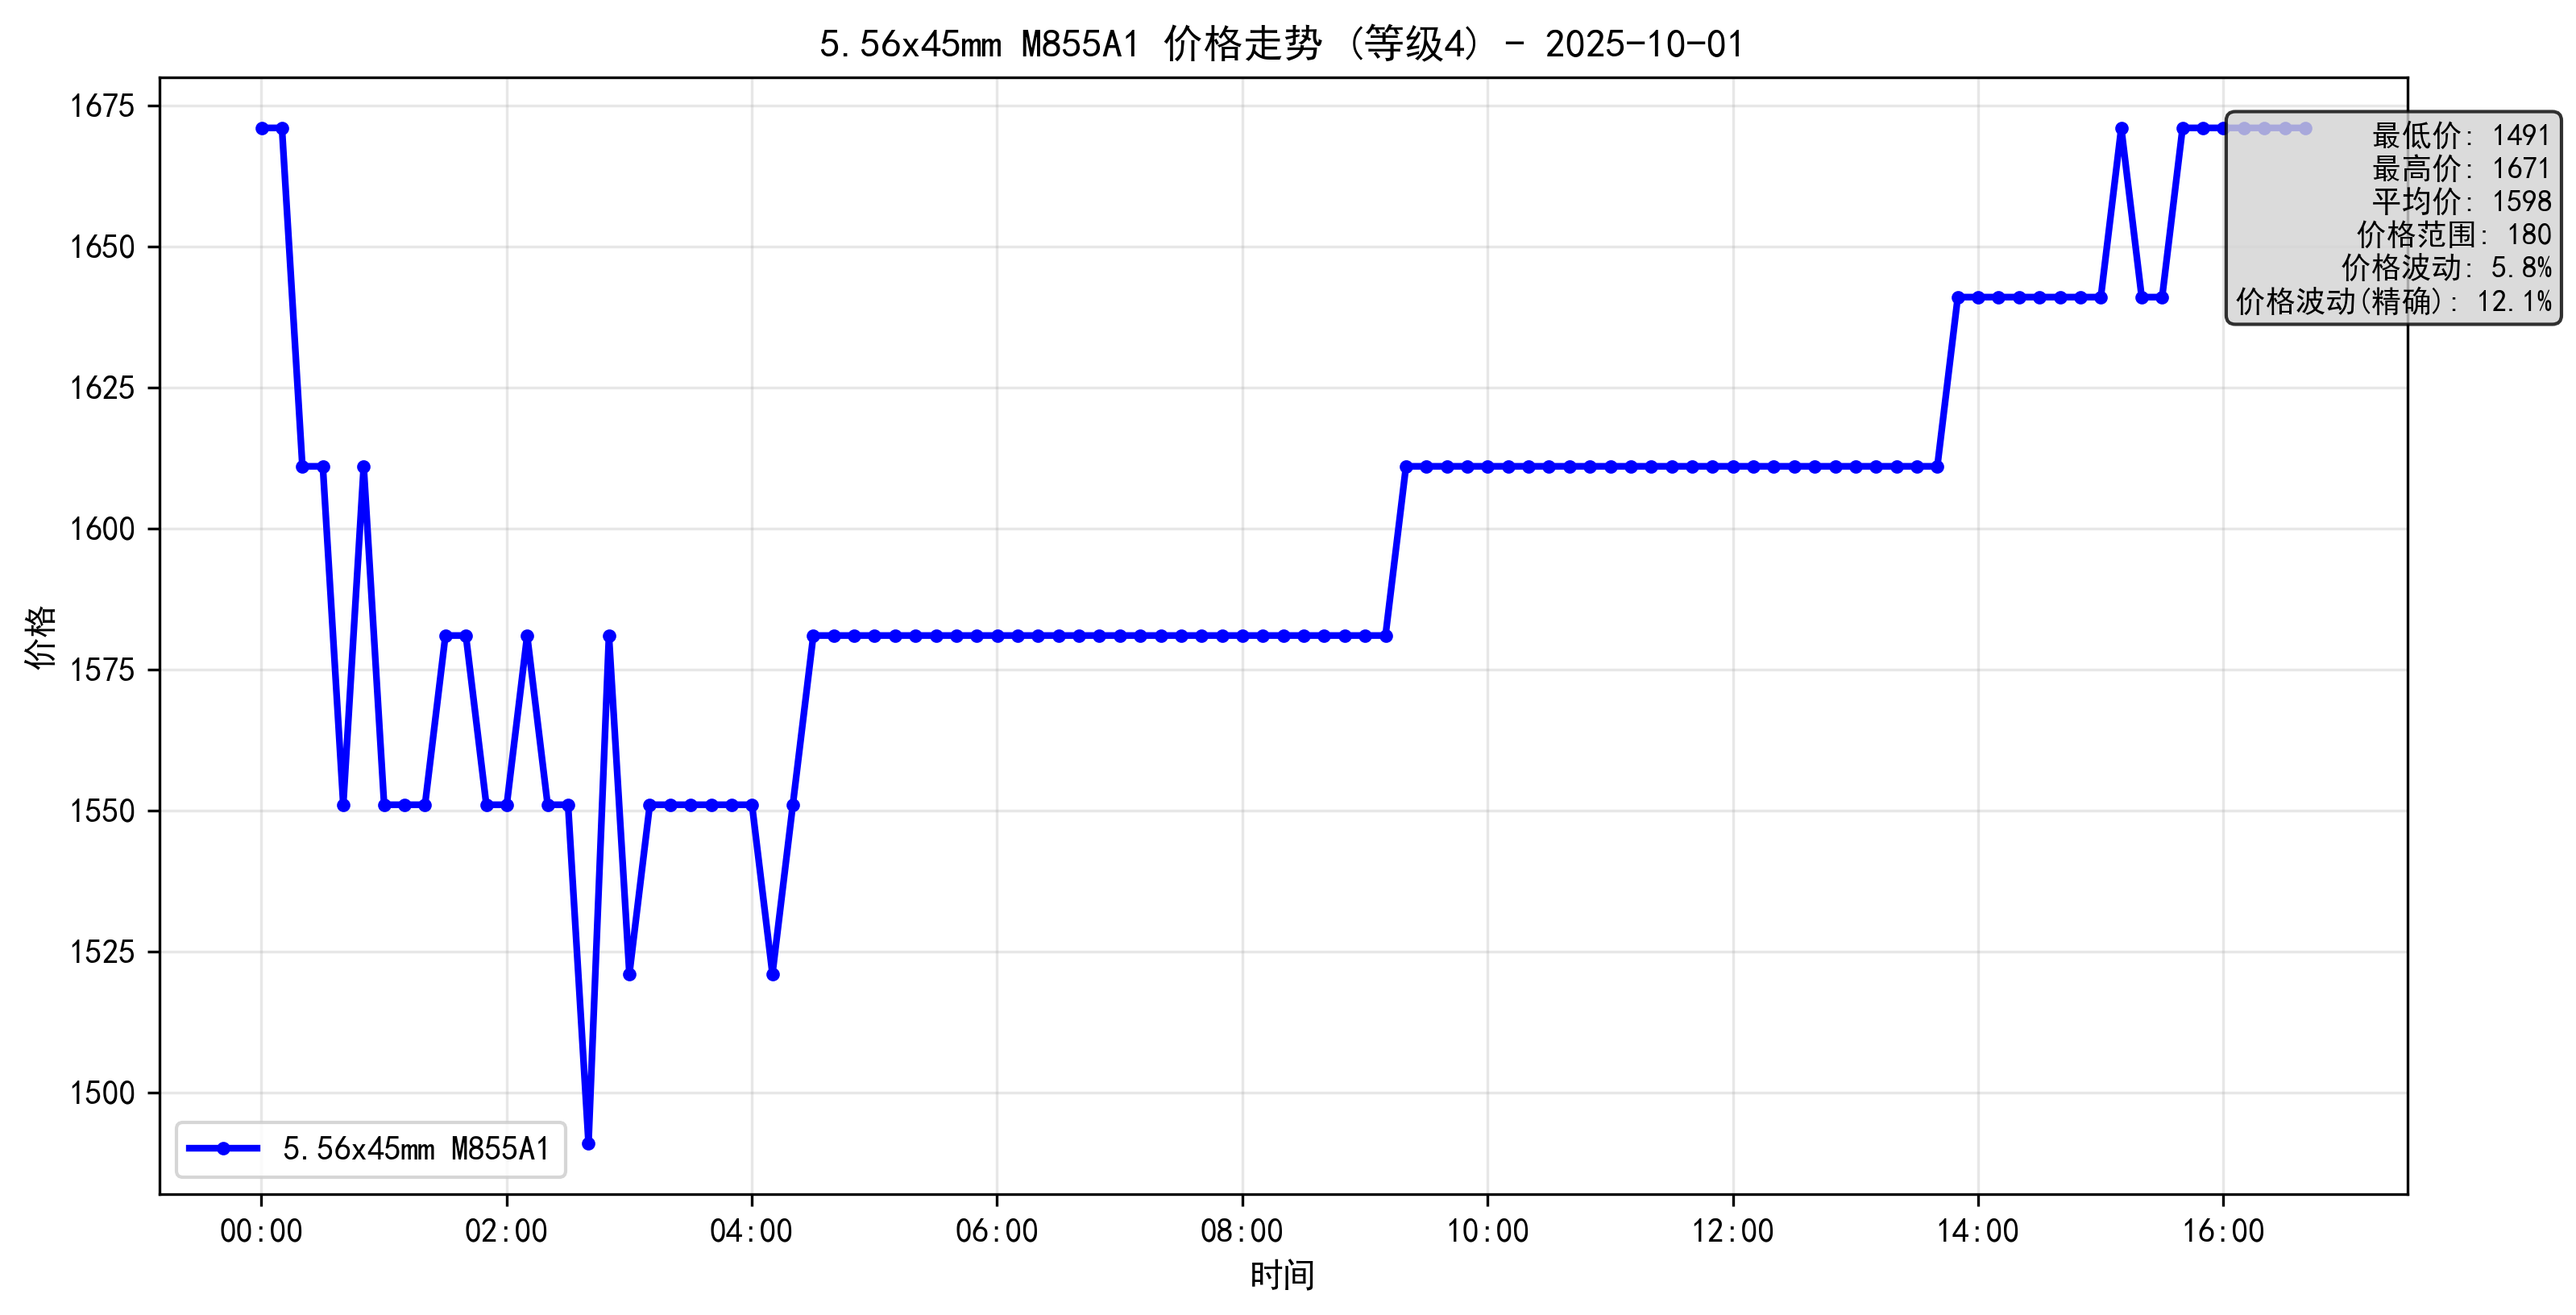 5.56x45mm M855A1 价格走势 (等级4) - 2025-10-01
1675
1650
1625
1600
1575
1550
1525
1500
价格
最低价: 1491
最高价: 1671
平均价: 1598
价格范围: 180
价格波动: 5.8%
价格波动(精确): 12.1%
5.56x45mm M855A1
00:00 02:00 04:00 06:00 08:00 10:00 12:00 14:00 16:00
时间